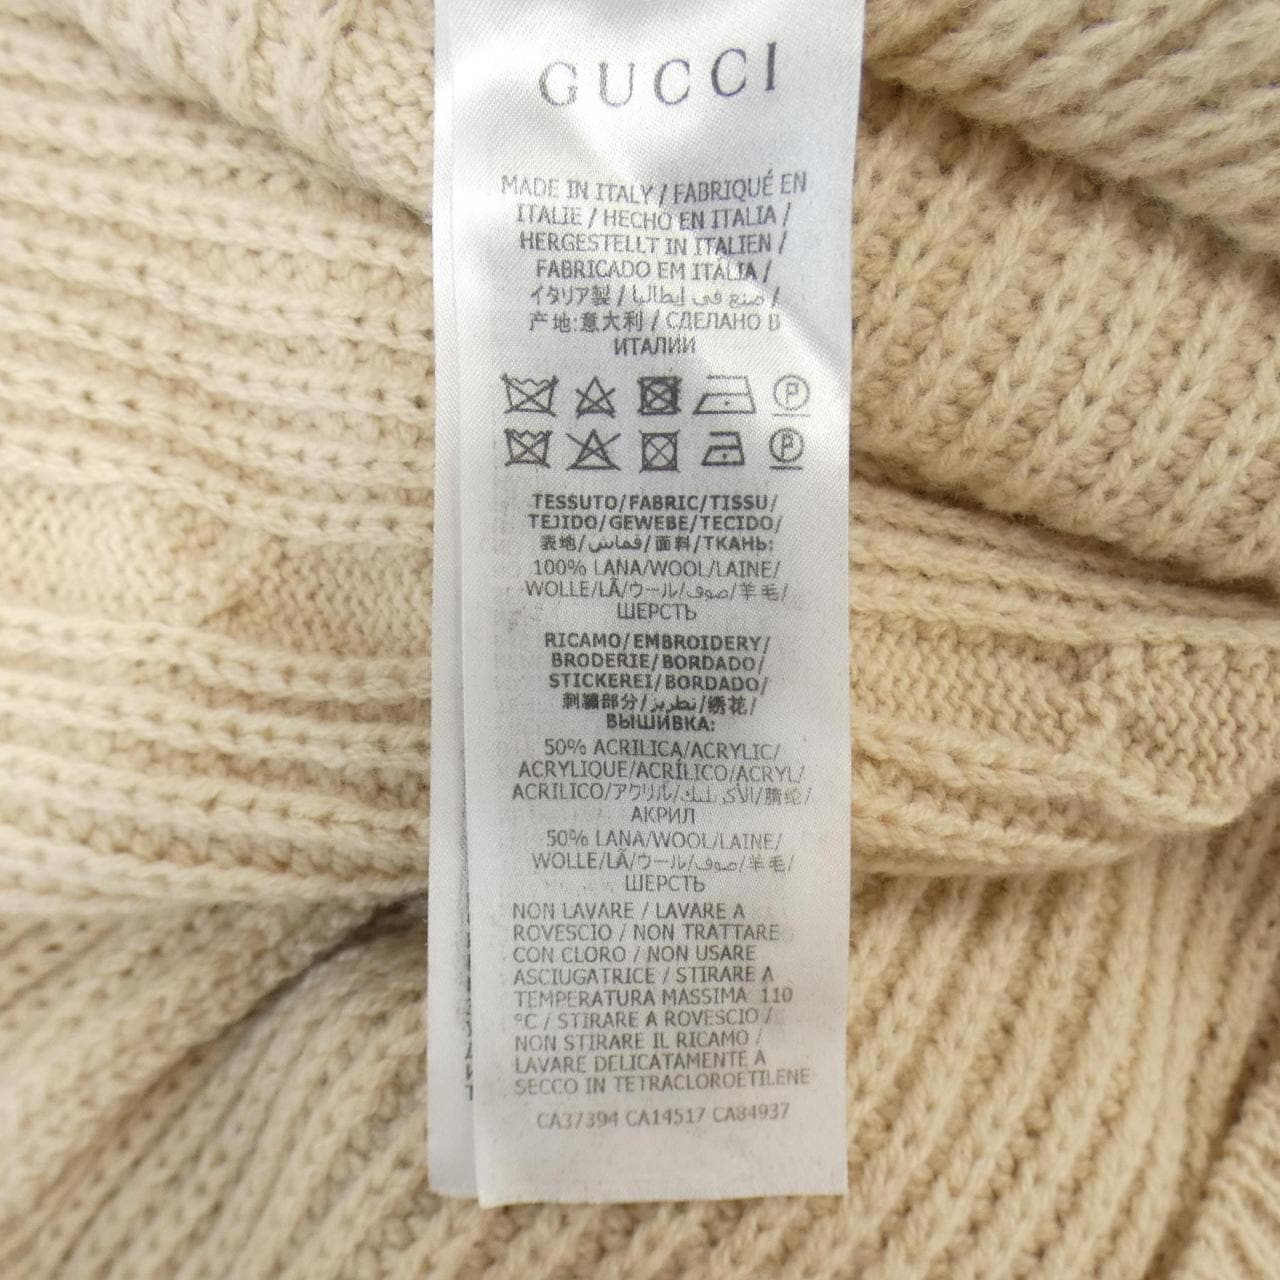 GUCCI
MADE IN ITALY / FABRIQUÉ EN
ITALIE / HECHO EN ITALIA /
HERGESTELLT IN ITALIEN /
FABRICADO EM ITÁLIA /
イタリア製 / صنع في إيطاليا /
产地:意大利 / СДЕЛАНО В
ИТАЛИИ
P
P
TESSUTO/FABRIC/TISSU/
TEJIDO/GEWEBE/TECIDO/
表地/قماش/面料/ТКАНЬ:
100% LANA/WOOL/LAINE/
WOLLE/LÃ/ウール/صوف/羊毛/
ШЕРСТЬ
RICAMO/EMBROIDERY/
BRODERIE/BORDADO/
STICKEREI/BORDADO/
刺繍部分/تطريز/绣花/
ВЫШИВКА:
50% ACRILICA/ACRYLIC/
ACRYLIQUE/ACRÍLICO/ACRYL/
ACRILICO/アクリル/الأكريليك/腈纶/
АКРИЛ
50% LANA/WOOL/LAINE/
WOLLE/LÃ/ウール/صوف/羊毛/
ШЕРСТЬ
NON LAVARE / LAVARE A
ROVESCIO / NON TRATTARE
CON CLORO / NON USARE
ASCIUGATRICE / STIRARE A
TEMPERATURA MASSIMA 110
°C / STIRARE A ROVESCIO /
NON STIRARE IL RICAMO /
LAVARE DELICATAMENTE A
SECCO IN TETRACLOROETILENE
CA37394 CA14517 CA84937